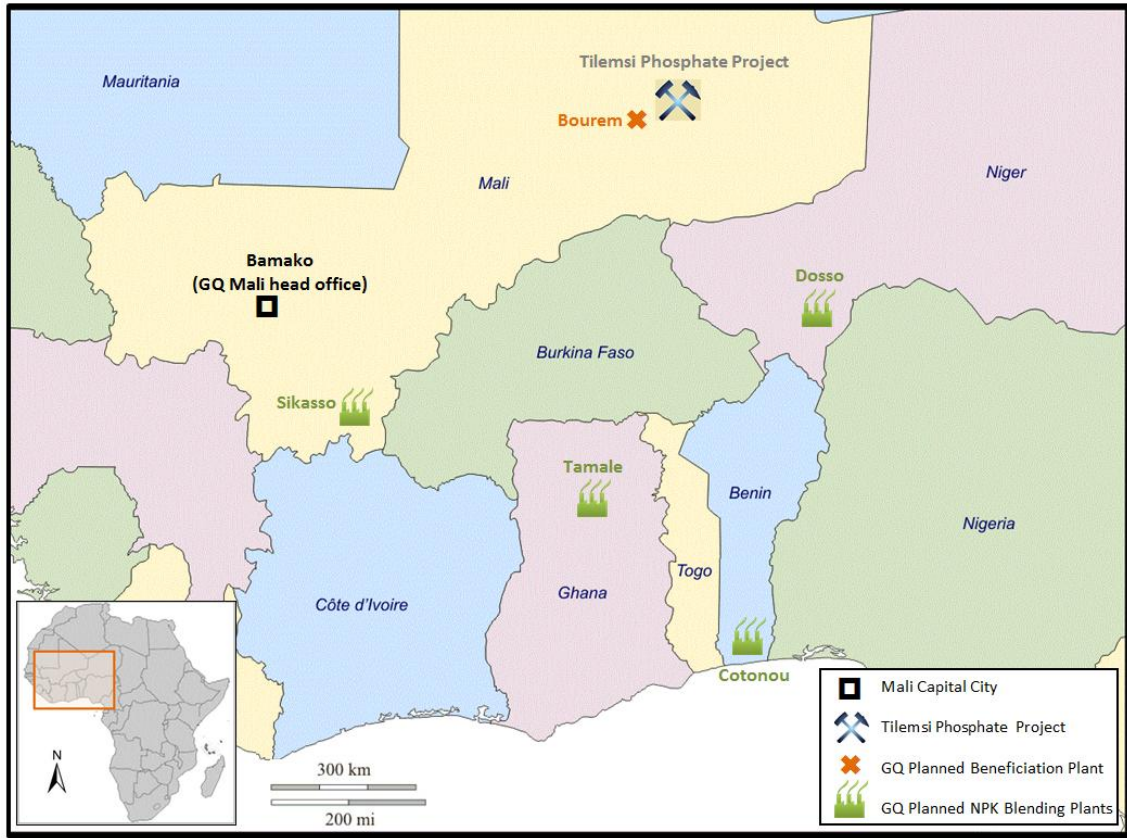 Mauritania
Tilemsi Phosphate Project
Bourem
Mali
Niger
Bamako
(GQ Mali head office)
Dosso
Burkina Faso
Sikasso
Tamale
Benin
Nigeria
Togo
Ghana
Côte d'Ivoire
Cotonou
N
300 km
200 mi
Mali Capital City
Tilemsi Phosphate Project
GQ Planned Beneficiation Plant
GQ Planned NPK Blending Plants